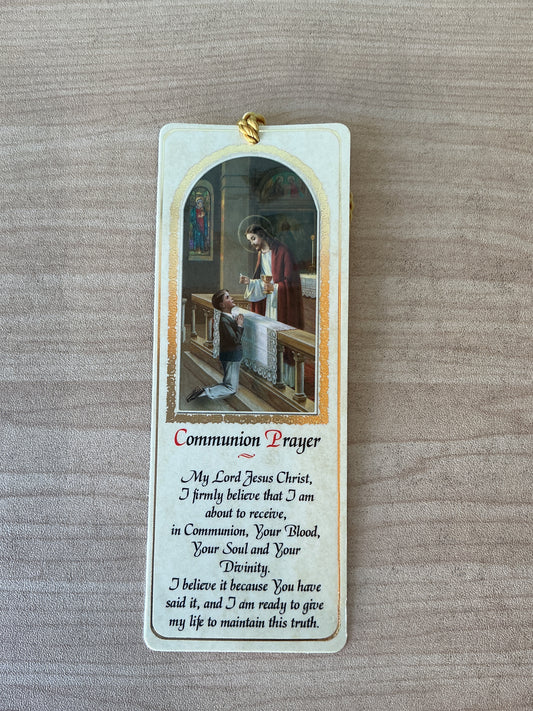 Communion Prayer
My Lord Jesus Christ,
I firmly believe that I am
about to receive,
in Communion, Your Blood,
Your Soul and Your
Divinity.
I believe it because You have
said it, and I am ready to give
my life to maintain this truth.